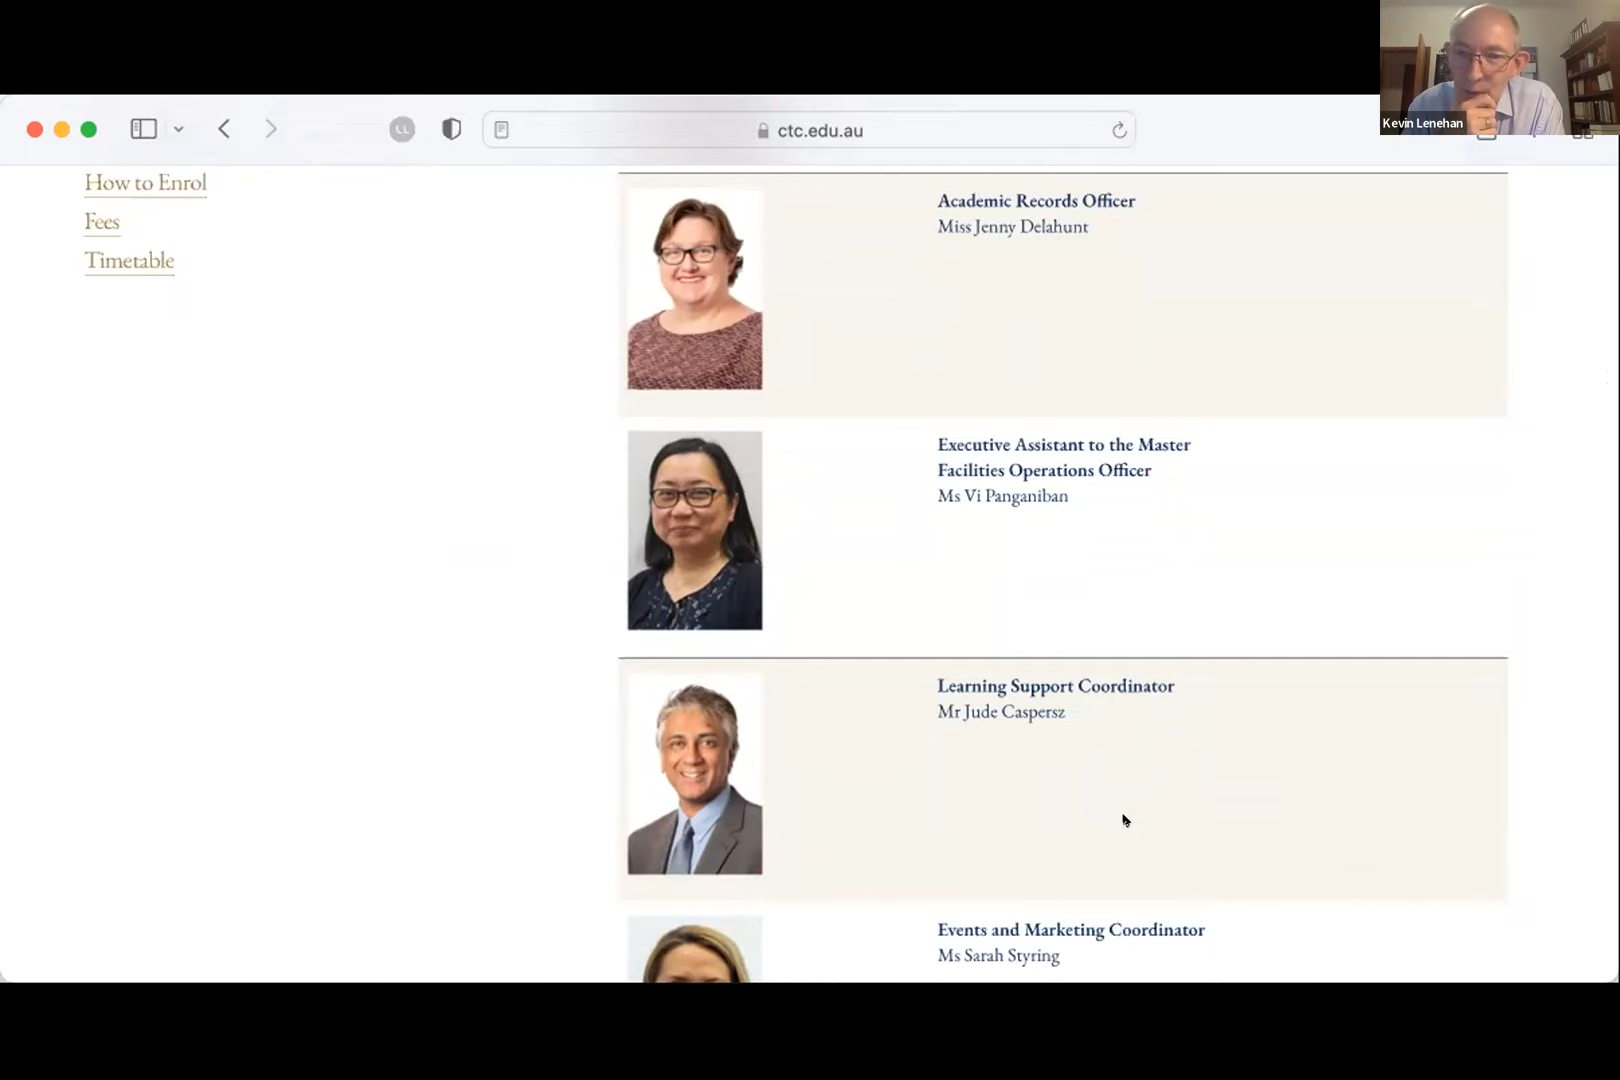 LL
ctc.edu.au
Kevin Lenehan
How to Enrol
Fees
Timetable
Academic Records Officer
Miss Jenny Delahunt
Executive Assistant to the Master
Facilities Operations Officer
Ms Vi Panganiban
Learning Support Coordinator
Mr Jude Caspersz
Events and Marketing Coordinator
Ms Sarah Styring